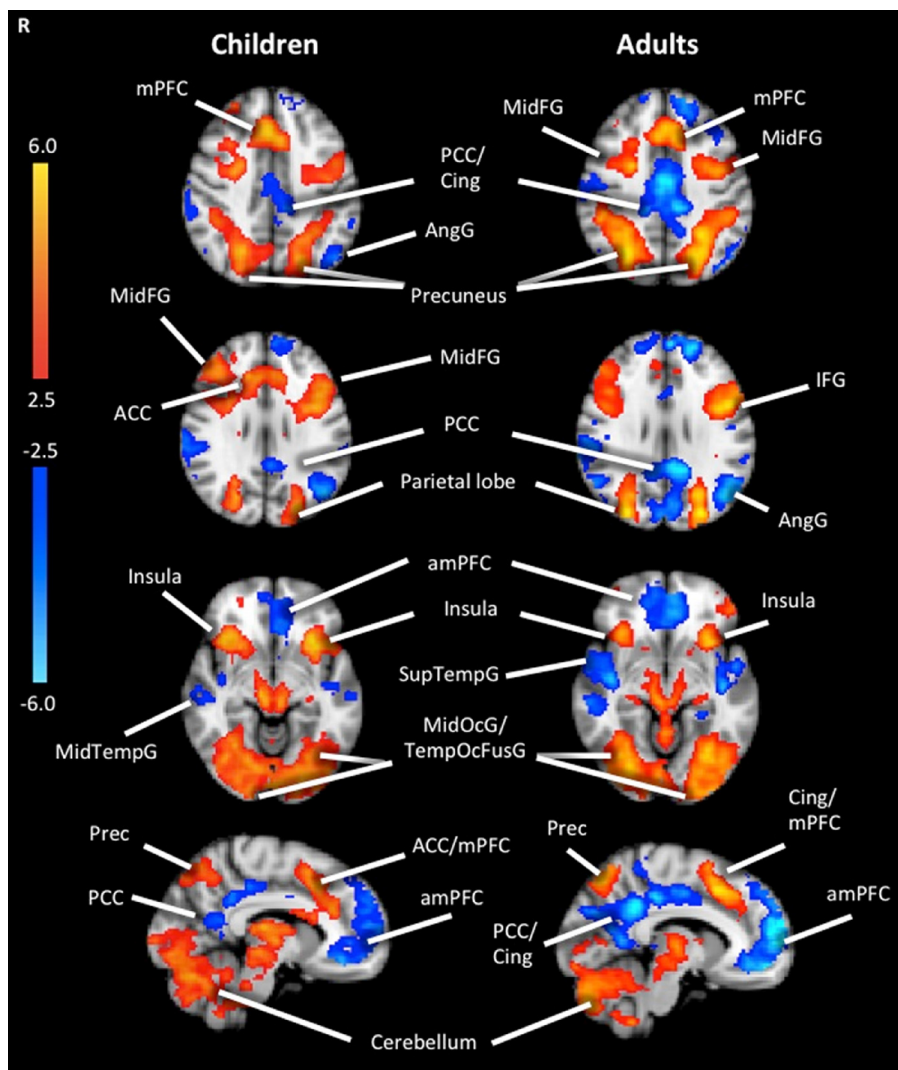 R
Children
Adults
mPFC
MidFG
mPFC
MidFG
PCC/
Cing
AngG
Precuneus
6.0
2.5
-2.5
-6.0
MidFG
MidFG
ACC
IFG
PCC
Parietal lobe
AngG
amPFC
Insula
Insula
Insula
SupTempG
MidTempG
MidOcG/
TempOcFusG
Prec
ACC/mPFC
Prec
Cing/
mPFC
PCC
amPFC
PCC/
Cing
amPFC
Cerebellum